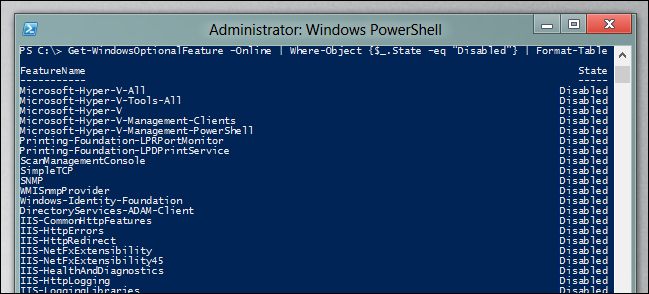 Administrator: Windows PowerShell
PS C:\> Get-WindowsOptionalFeature -Online | Where-Object {$_.State -eq "Disabled"} | Format-Table
FeatureName State
----------- -----
Microsoft-Hyper-V-All Disabled
Microsoft-Hyper-V-Tools-All Disabled
Microsoft-Hyper-V Disabled
Microsoft-Hyper-V-Management-Clients Disabled
Microsoft-Hyper-V-Management-PowerShell Disabled
Printing-Foundation-LPRPortMonitor Disabled
Printing-Foundation-LPDPrintService Disabled
ScanManagementConsole Disabled
SimpleTCP Disabled
SNMP Disabled
WMISnmpProvider Disabled
Windows-Identity-Foundation Disabled
DirectoryServices-ADAM-Client Disabled
IIS-CommonHttpFeatures Disabled
IIS-HttpErrors Disabled
IIS-HttpRedirect Disabled
IIS-NetFxExtensibility Disabled
IIS-NetFxExtensibility45 Disabled
IIS-HealthAndDiagnostics Disabled
IIS-HttpLogging Disabled
IIS-LoggingLibraries Disabled